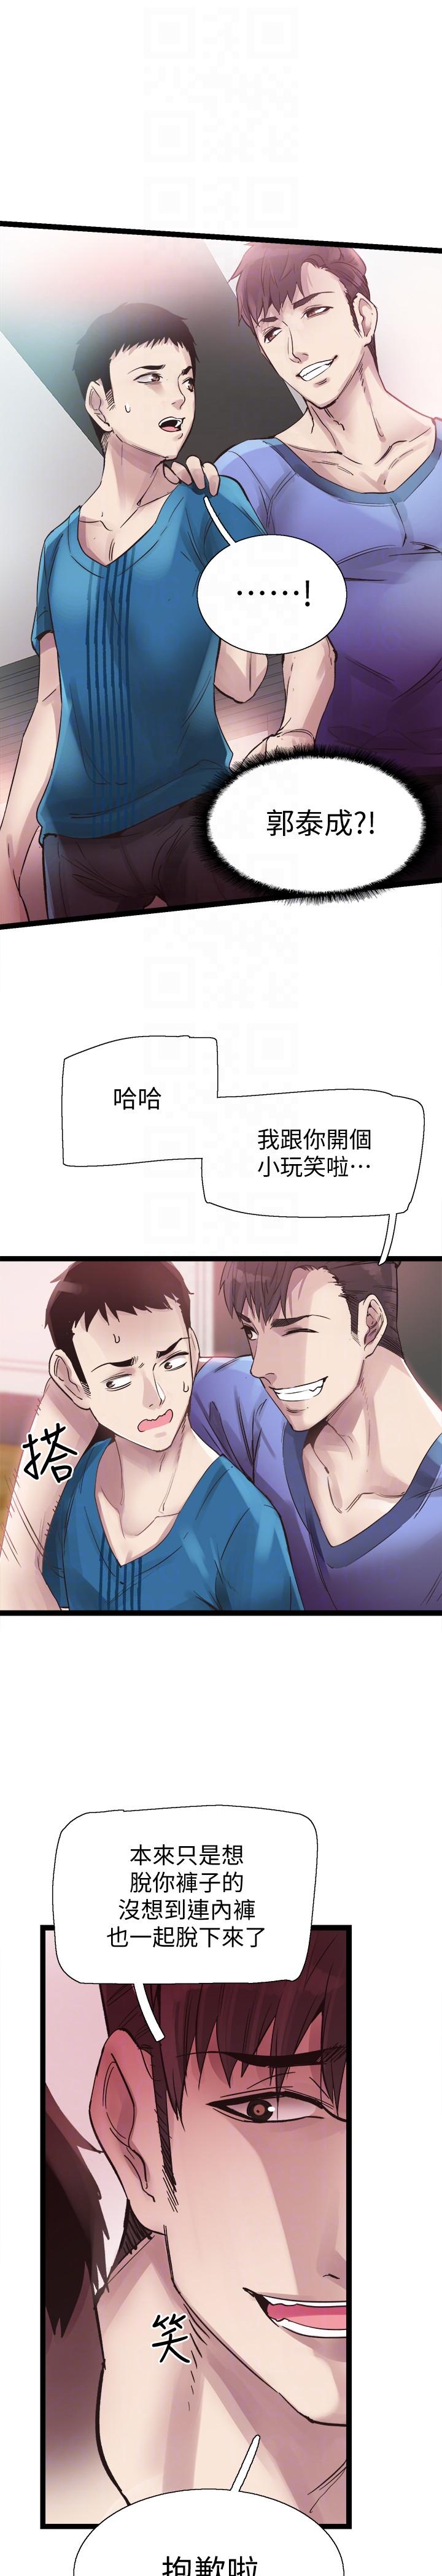 ……!
郭泰成?!
哈哈
我跟你開個
小玩笑啦…
搭
本來只是想
脫你褲子的
沒想到連內褲
也一起脫下來了
笑
抱歉啦